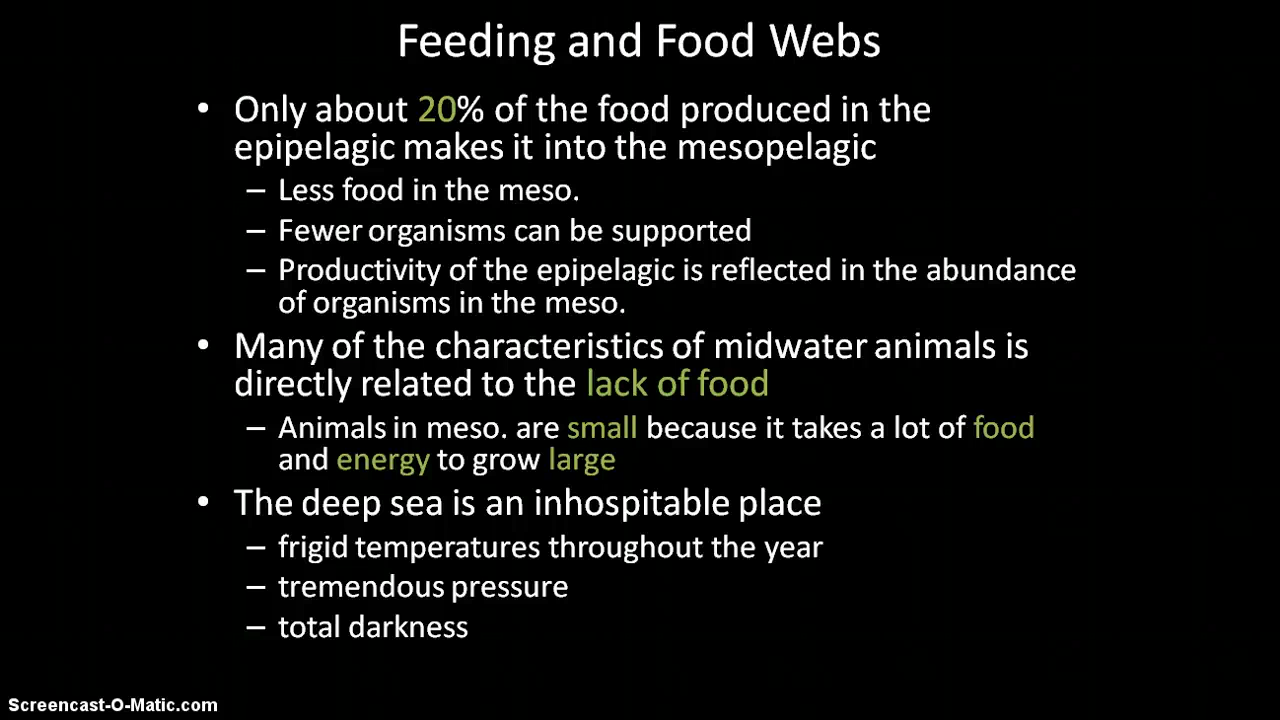 Feeding and Food Webs
• Only about 20% of the food produced in the
epipelagic makes it into the mesopelagic
– Less food in the meso.
– Fewer organisms can be supported
– Productivity of the epipelagic is reflected in the abundance
of organisms in the meso.
• Many of the characteristics of midwater animals is
directly related to the lack of food
– Animals in meso. are small because it takes a lot of food
and energy to grow large
• The deep sea is an inhospitable place
– frigid temperatures throughout the year
– tremendous pressure
– total darkness
Screencast-O-Matic.com